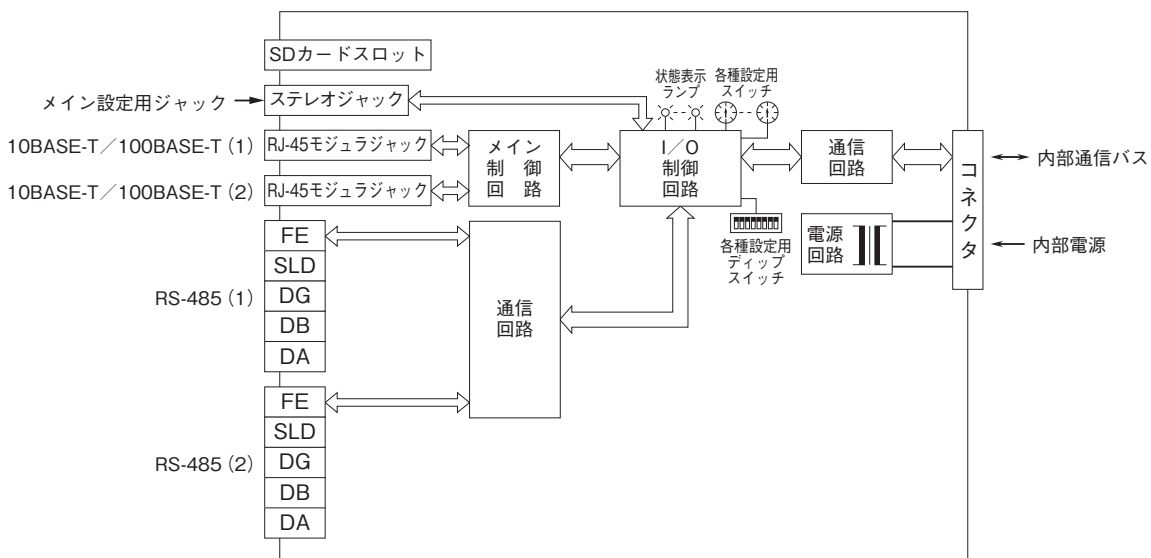 SDカードスロット
メイン設定用ジャック
ステレオジャック
10BASE-T／100BASE-T (1)
RJ-45モジュラジャック
10BASE-T／100BASE-T (2)
RJ-45モジュラジャック
メイン
制御
回路
状態表示
ランプ
各種設定用
スイッチ
I／O
制御
回路
各種設定用
ディップ
スイッチ
通信
回路
電源
回路
コネクタ
内部通信バス
内部電源
RS-485 (1)
FE
SLD
DG
DB
DA
通信
回路
RS-485 (2)
FE
SLD
DG
DB
DA